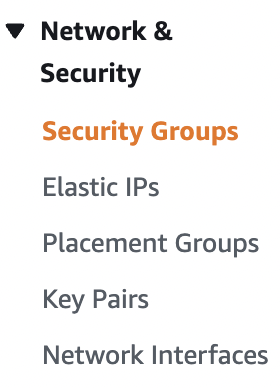 Network &
Security
Security Groups
Elastic IPs
Placement Groups
Key Pairs
Network Interfaces